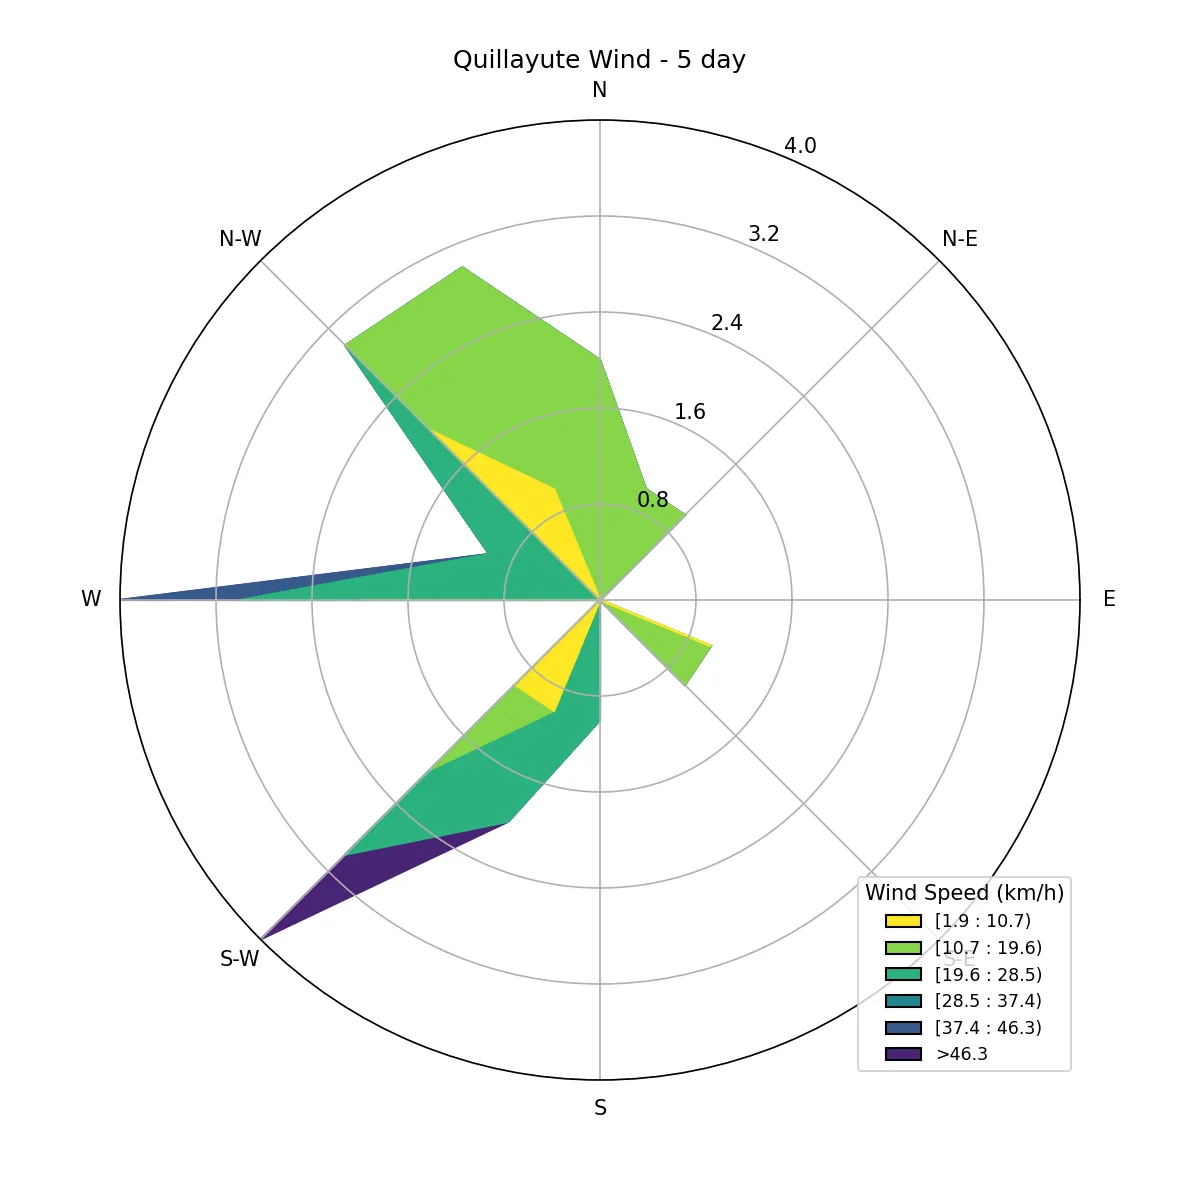 Quillayute Wind - 5 day
N
4.0
N-W
3.2
N-E
2.4
1.6
0.8
W
E
S-W
S-E
S
Wind Speed (km/h)
[1.9 : 10.7)
[10.7 : 19.6)
[19.6 : 28.5)
[28.5 : 37.4)
[37.4 : 46.3)
>46.3